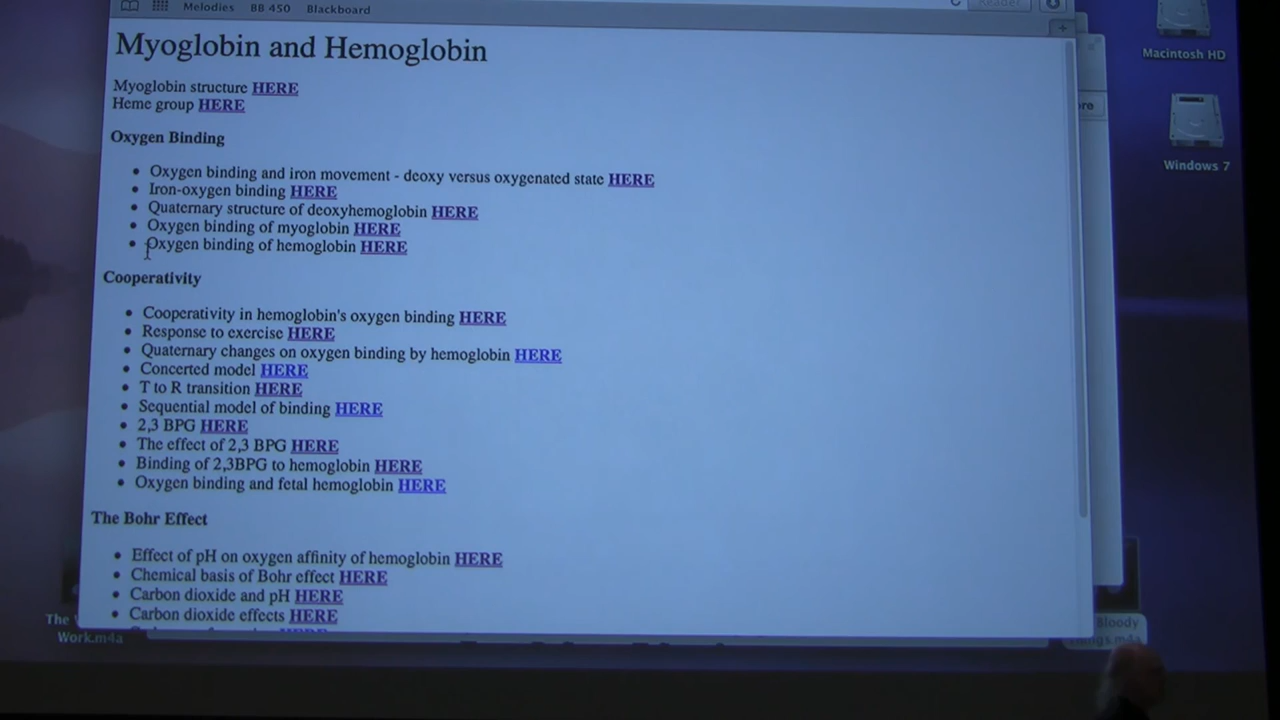 Melodies BB 450 Blackboard
Reader
Myoglobin and Hemoglobin
Macintosh HD
Myoglobin structure HERE
Heme group HERE
Oxygen Binding
Windows 7
• Oxygen binding and iron movement - deoxy versus oxygenated state HERE
• Iron-oxygen binding HERE
• Quaternary structure of deoxyhemoglobin HERE
• Oxygen binding of myoglobin HERE
• Oxygen binding of hemoglobin HERE
Cooperativity
• Cooperativity in hemoglobin's oxygen binding HERE
• Response to exercise HERE
• Quaternary changes on oxygen binding by hemoglobin HERE
• Concerted model HERE
• T to R transition HERE
• Sequential model of binding HERE
• 2,3 BPG HERE
• The effect of 2,3 BPG HERE
• Binding of 2,3BPG to hemoglobin HERE
• Oxygen binding and fetal hemoglobin HERE
The Bohr Effect
• Effect of pH on oxygen affinity of hemoglobin HERE
• Chemical basis of Bohr effect HERE
• Carbon dioxide and pH HERE
• Carbon dioxide effects HERE
The
Work.m4a
Bloody
Things.m4a